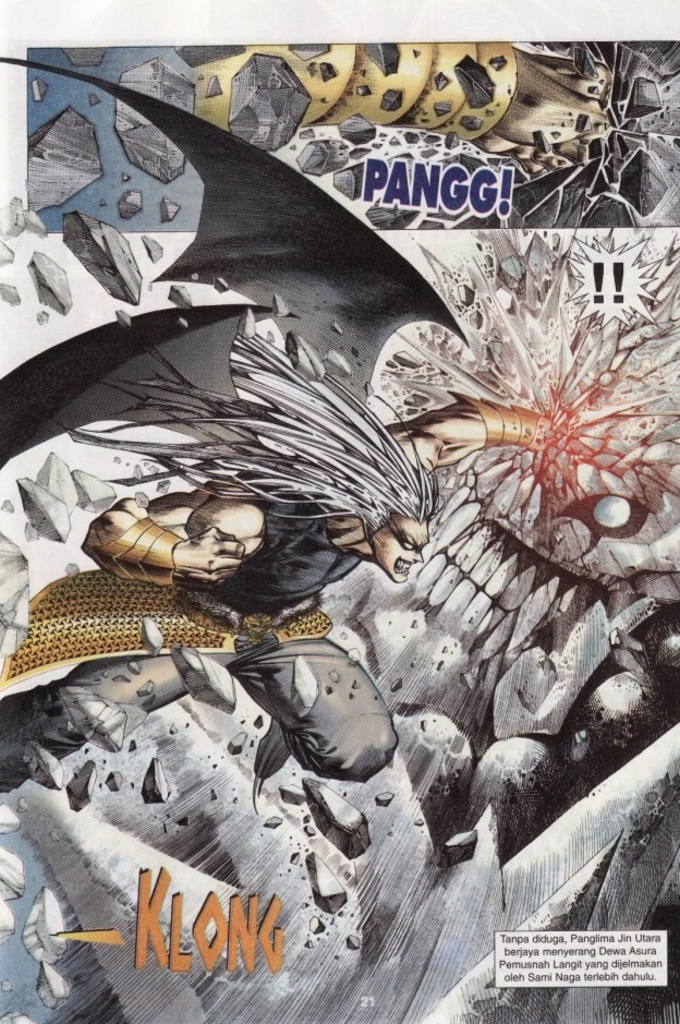 PANGG!
!!
KLONG
Tanpa diduga, Panglima Jin Utara
berjaya menyerang Dewa Asura
Pemusnah Langit yang dijelmakan
oleh Sami Naga terlebih dahulu.
21